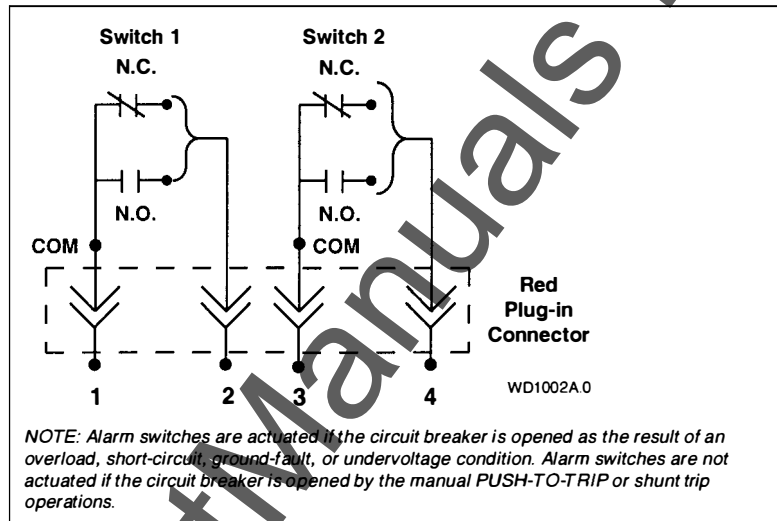 Switch 1 Switch 2
N.C. N.C.
N.O. N.O.
COM COM
Red
Plug-in
Connector
1 2 3 4
WD1002A.0
NOTE: Alarm switches are actuated if the circuit breaker is opened as the result of an
overload, short-circuit, ground-fault, or undervoltage condition. Alarm switches are not
actuated if the circuit breaker is opened by the manual PUSH-TO-TRIP or shunt trip
operations.
tManuals